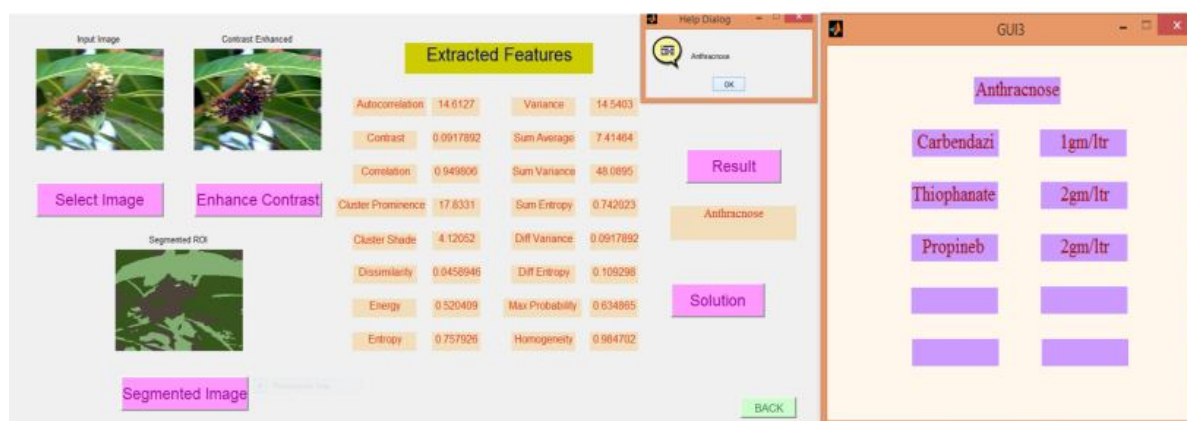 Input Image
Contrast Enhanced
Select Image
Enhance Contrast
Segmented ROI
Segmented Image
Extracted Features
Autocorrelation 14.6127 Variance 14.5403
Contrast 0.0917892 Sum Average 7.41464
Correlation 0.949806 Sum Variance 48.0895
Cluster Prominence 17.8331 Sum Entropy 0.742023
Cluster Shade 4.12052 Diff Variance 0.0917892
Dissimilarity 0.0458946 Diff Entropy 0.109298
Energy 0.520409 Max Probability 0.634865
Entropy 0.757926 Homogeneity 0.984702
Help Dialog
Anthracnose
OK
Result
Anthracnose
Solution
BACK
GUI3
Anthracnose
Carbendazi 1gm/ltr
Thiophanate 2gm/ltr
Propineb 2gm/ltr